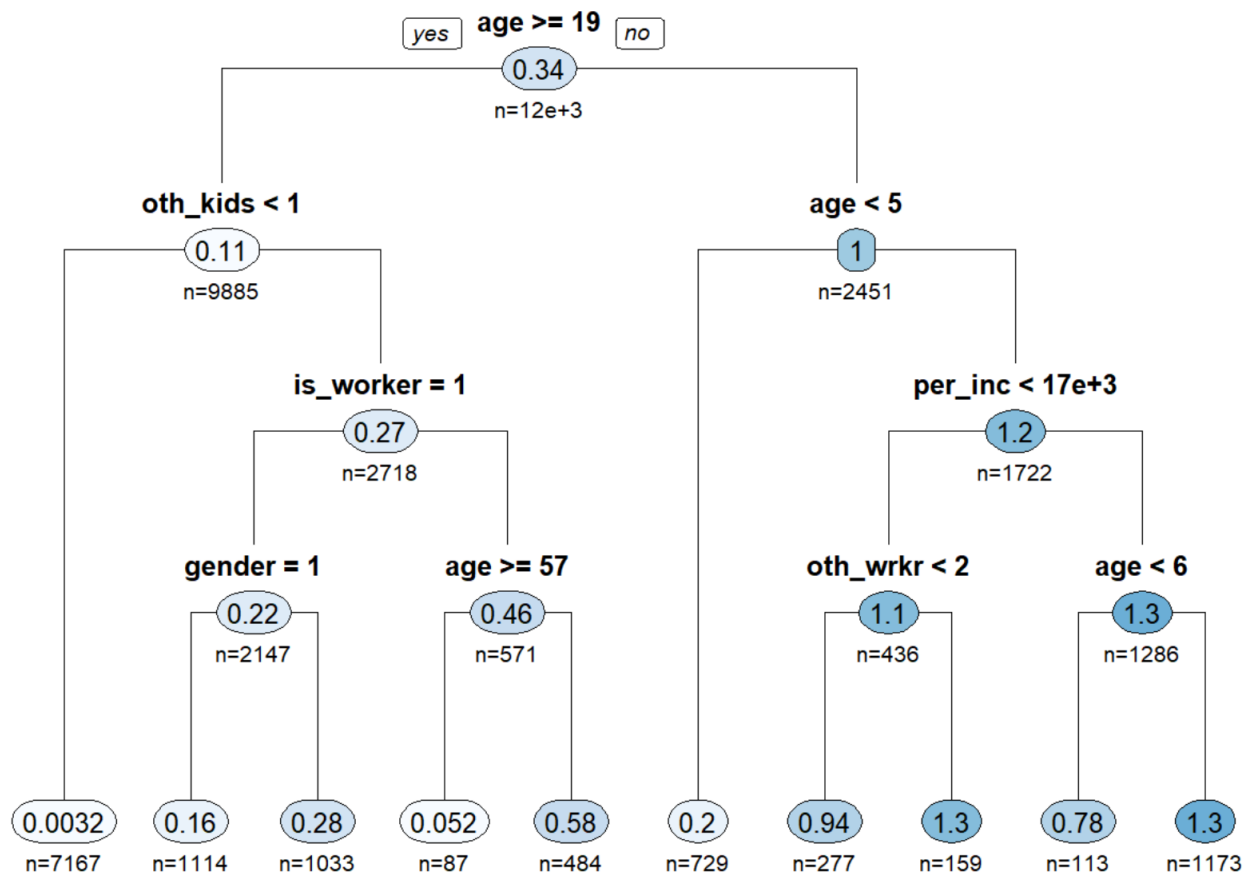 yes age >= 19 no
0.34
n=12e+3
oth_kids < 1 age < 5
0.11 1
n=9885 n=2451
is_worker = 1 per_inc < 17e+3
0.27 1.2
n=2718 n=1722
gender = 1 age >= 57 oth_wrkr < 2 age < 6
0.22 0.46 1.1 1.3
n=2147 n=571 n=436 n=1286
0.0032 0.16 0.28 0.052 0.58 0.2 0.94 1.3 0.78 1.3
n=7167 n=1114 n=1033 n=87 n=484 n=729 n=277 n=159 n=113 n=1173